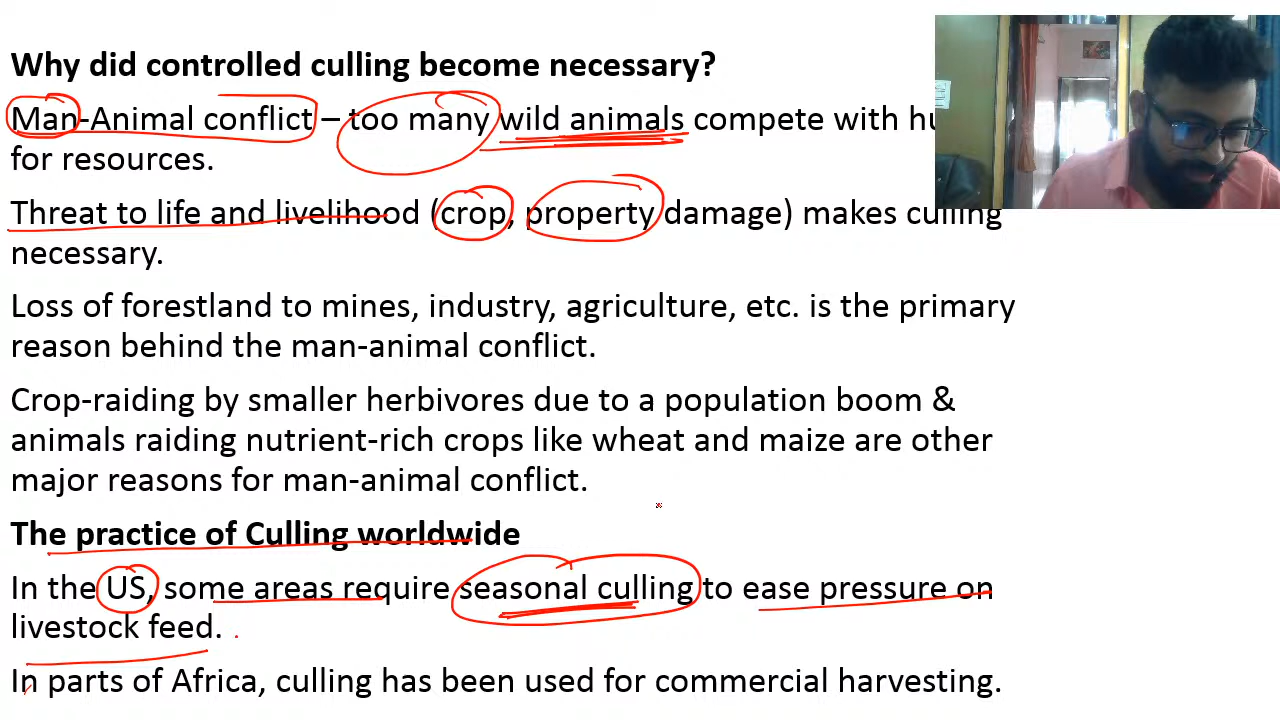 Why did controlled culling become necessary?
Man-Animal conflict – too many wild animals compete with hu
for resources.
Threat to life and livelihood (crop, property damage) makes culling
necessary.
Loss of forestland to mines, industry, agriculture, etc. is the primary
reason behind the man-animal conflict.
Crop-raiding by smaller herbivores due to a population boom &
animals raiding nutrient-rich crops like wheat and maize are other
major reasons for man-animal conflict.
The practice of Culling worldwide
In the US, some areas require seasonal culling to ease pressure on
livestock feed.
In parts of Africa, culling has been used for commercial harvesting.